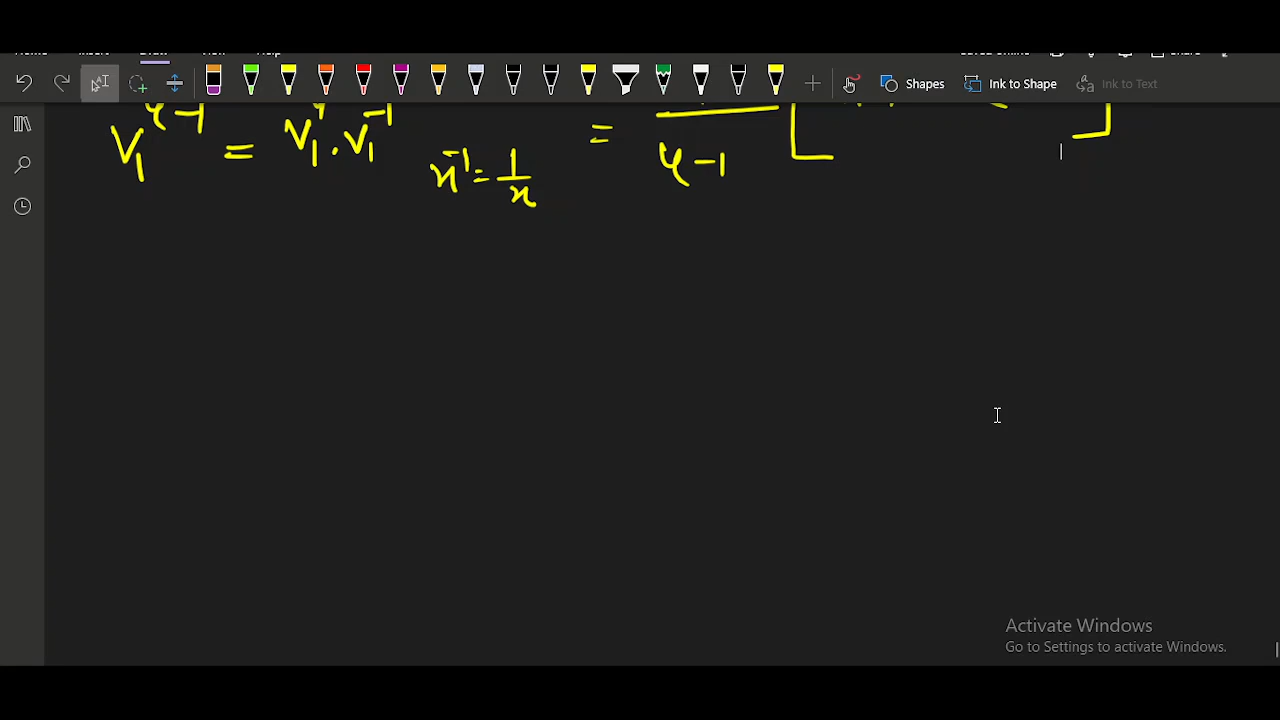 Shapes Ink to Shape Ink to Text
V₁^(γ-1) = V₁^γ · V₁^-1
x^-1 = 1/x
= γ-1 [ ]
Activate Windows
Go to Settings to activate Windows.